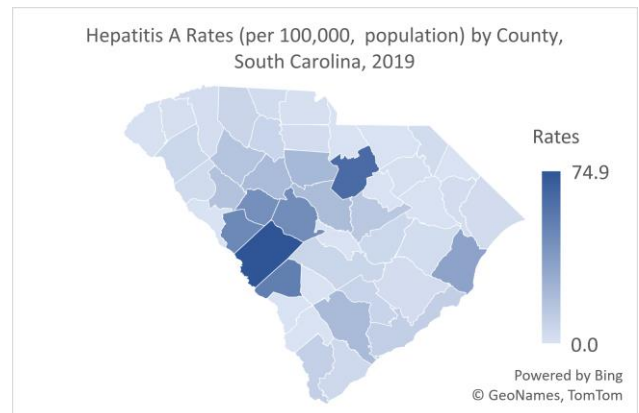 Hepatitis A Rates (per 100,000, population) by County,
South Carolina, 2019
Rates
74.9
0.0
Powered by Bing
© GeoNames, TomTom